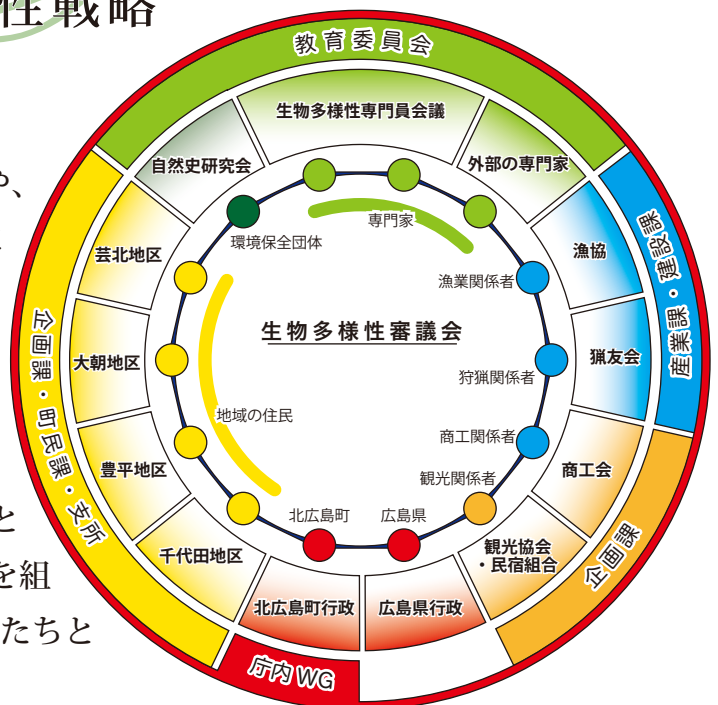 性戦略
や、
と
を組
たちと
教育委員会
生物多様性専門員会議
自然史研究会
外部の専門家
専門家
環境保全団体
芸北地区
漁業関係者
漁協
産業課・建設課
生物多様性審議会
企画課・町民課・支所
大朝地区
狩猟関係者
猟友会
地域の住民
豊平地区
商工関係者
商工会
観光関係者
千代田地区
北広島町
広島県
観光協会
・民宿組合
企画課
北広島町行政
広島県行政
庁内 WG